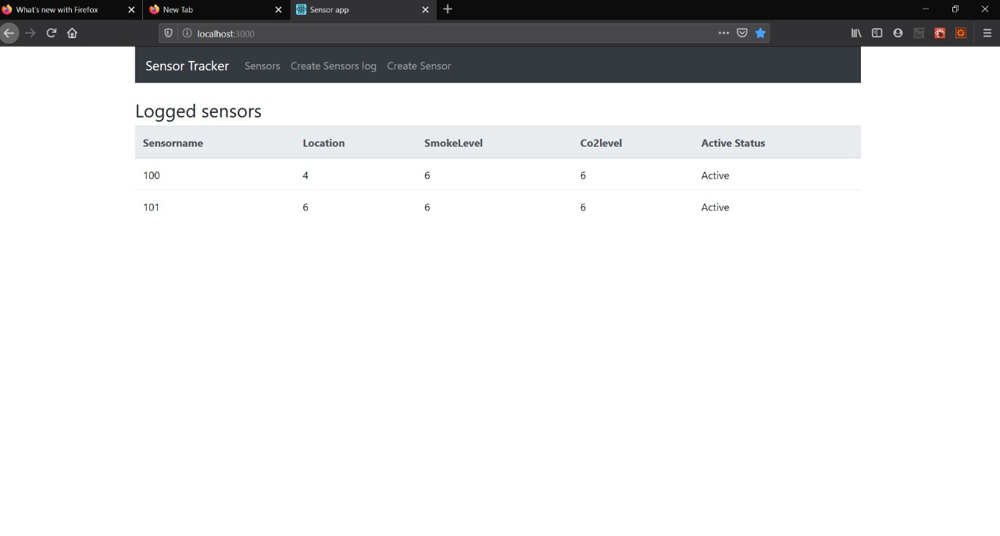 What's new with Firefox New Tab Sensor app
localhost:3000
Sensor Tracker Sensors Create Sensors log Create Sensor
Logged sensors
Sensorname Location SmokeLevel Co2level Active Status
100 4 6 6 Active
101 6 6 6 Active